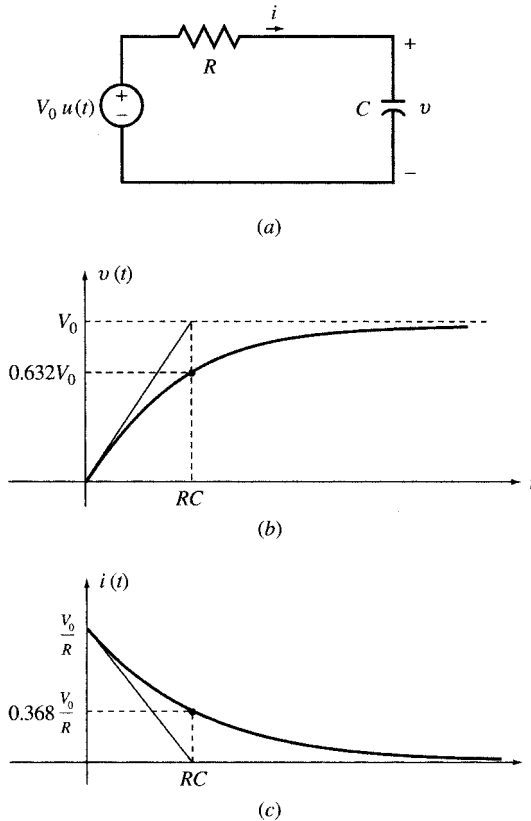 i
R
+
V₀ u(t)
+
−
C
υ
−
(a)
υ(t)
V₀
0.632V₀
RC
(b)
i(t)
V₀/R
0.368 V₀/R
RC
(c)